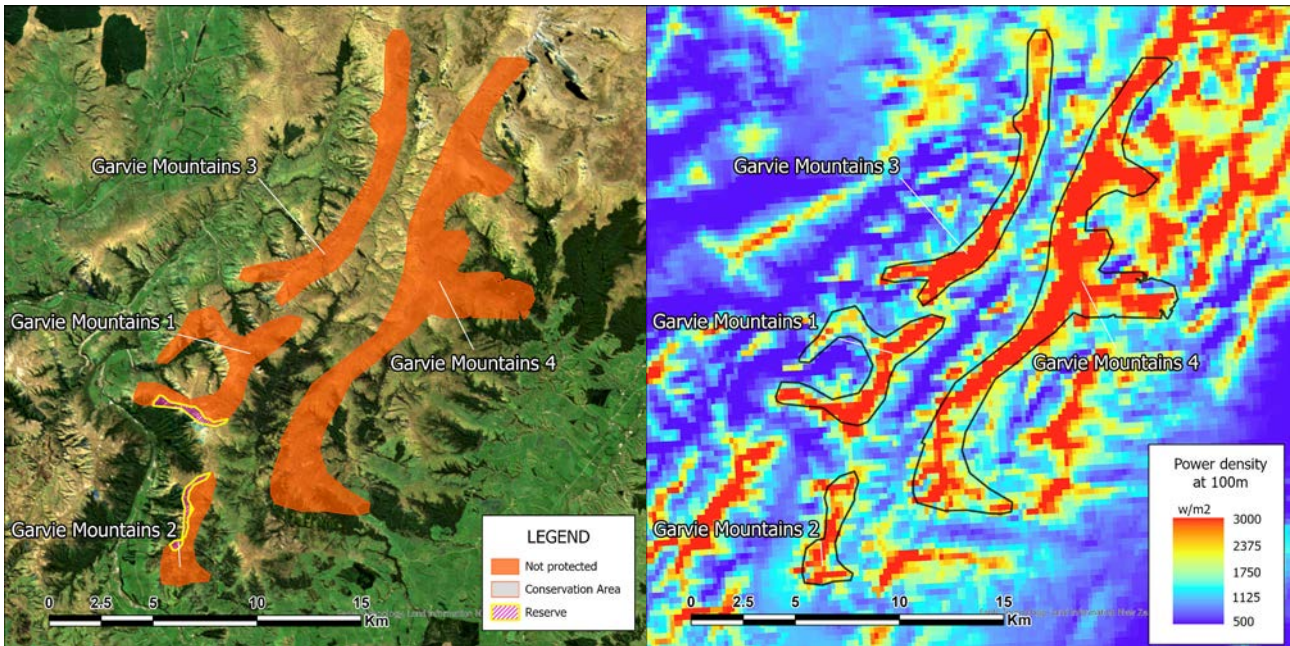 Garvie Mountains 3
Garvie Mountains 1
Garvie Mountains 4
Garvie Mountains 2
LEGEND
Not protected
Conservation Area
Reserve
0 2.5 5 10 15
Km
Garvie Mountains 3
Garvie Mountains 1
Garvie Mountains 4
Garvie Mountains 2
Power density
at 100m
w/m2
3000
2375
1750
1125
500
0 2.5 5 10 15
Km